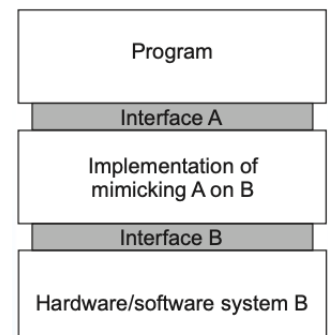 Program
Interface A
Implementation of
mimicking A on B
Interface B
Hardware/software system B